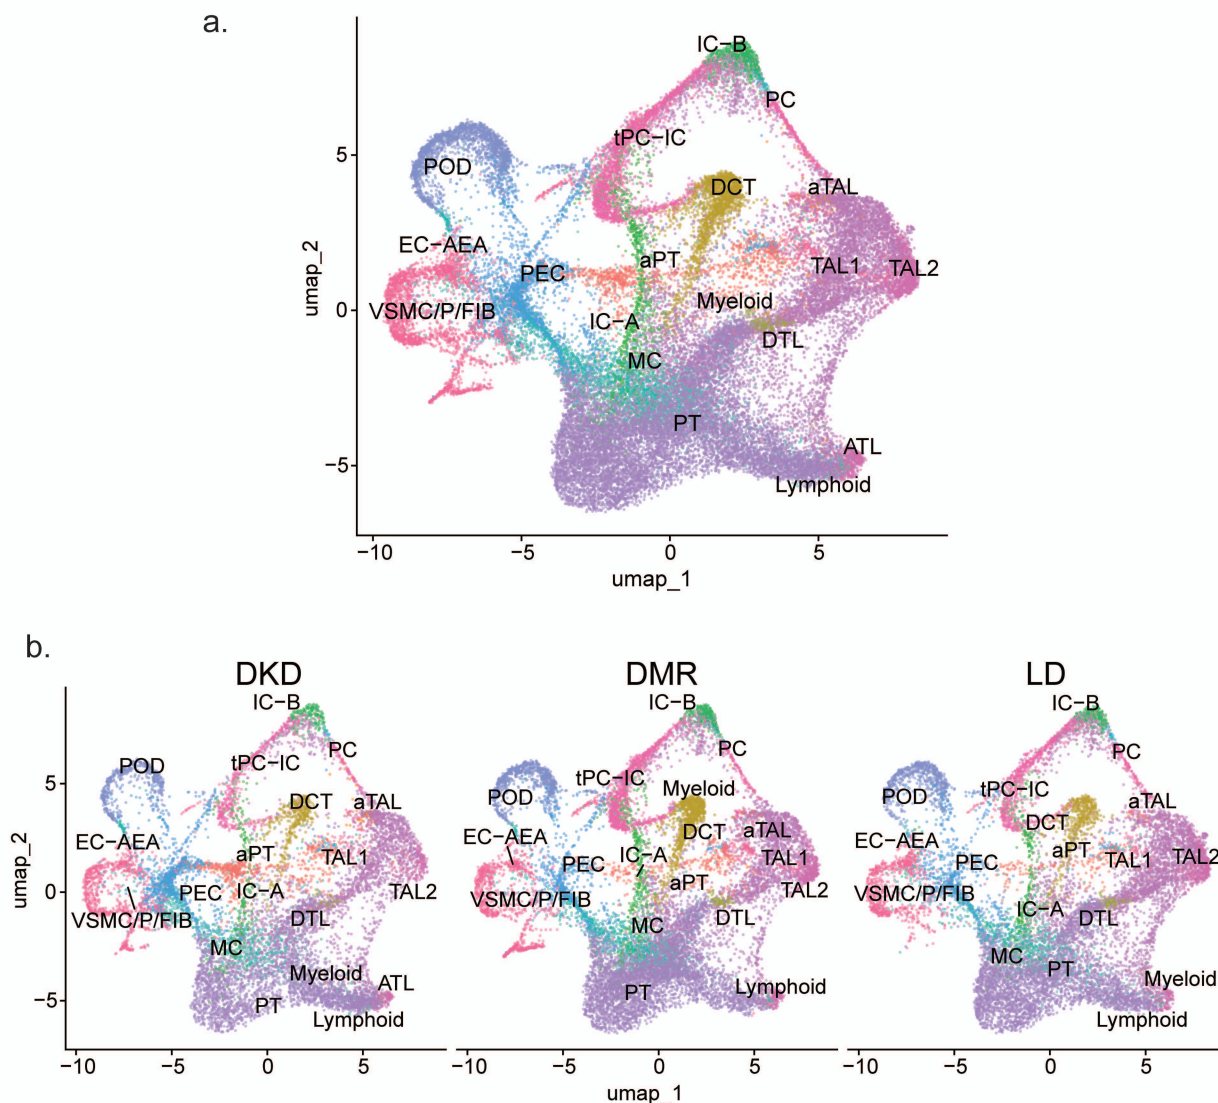 a.
IC−B
PC
tPC−IC
5
POD
DCT
aTAL
EC−AEA
aPT
TAL1
TAL2
PEC
umap_2
0
VSMC/P/FIB
Myeloid
IC−A
DTL
MC
PT
ATL
−5
Lymphoid
−10
−5
0
5
umap_1
b.
DKD
DMR
LD
IC−B
PC
tPC−IC
POD
5
DCT
aTAL
EC−AEA
aPT
TAL1
PEC
IC−A
TAL2
umap_2
0
VSMC/P/FIB
DTL
MC
Myeloid
ATL
−5
PT
Lymphoid
−10
−5
0
5
IC−B
PC
tPC−IC
Myeloid
POD
DCT
aTAL
EC−AEA
IC−A
TAL1
PEC
aPT
TAL2
VSMC/P/FIB
DTL
MC
PT
Lymphoid
−10
−5
0
5
umap_1
IC−B
PC
tPC−IC
POD
DCT
aTAL
EC−AEA
aPT
TAL1
TAL2
PEC
VSMC/P/FIB
IC−A
DTL
MC
PT
Myeloid
Lymphoid
−10
−5
0
5